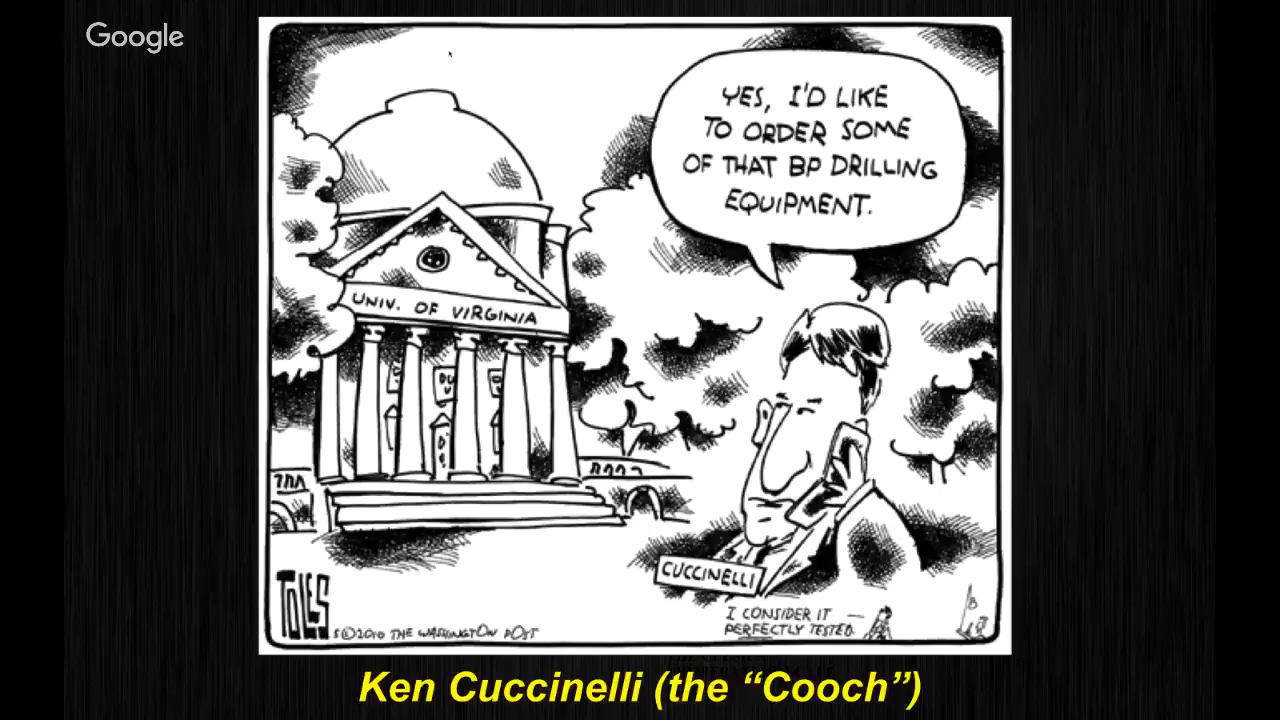 Google
YES, I'D LIKE
TO ORDER SOME
OF THAT BP DRILLING
EQUIPMENT.
UNIV. OF VIRGINIA
CUCCINELLI
I CONSIDER IT —
PERFECTLY TESTED.
TOLES
©2010 THE WASHINGTON POST
Ken Cuccinelli (the “Cooch”)